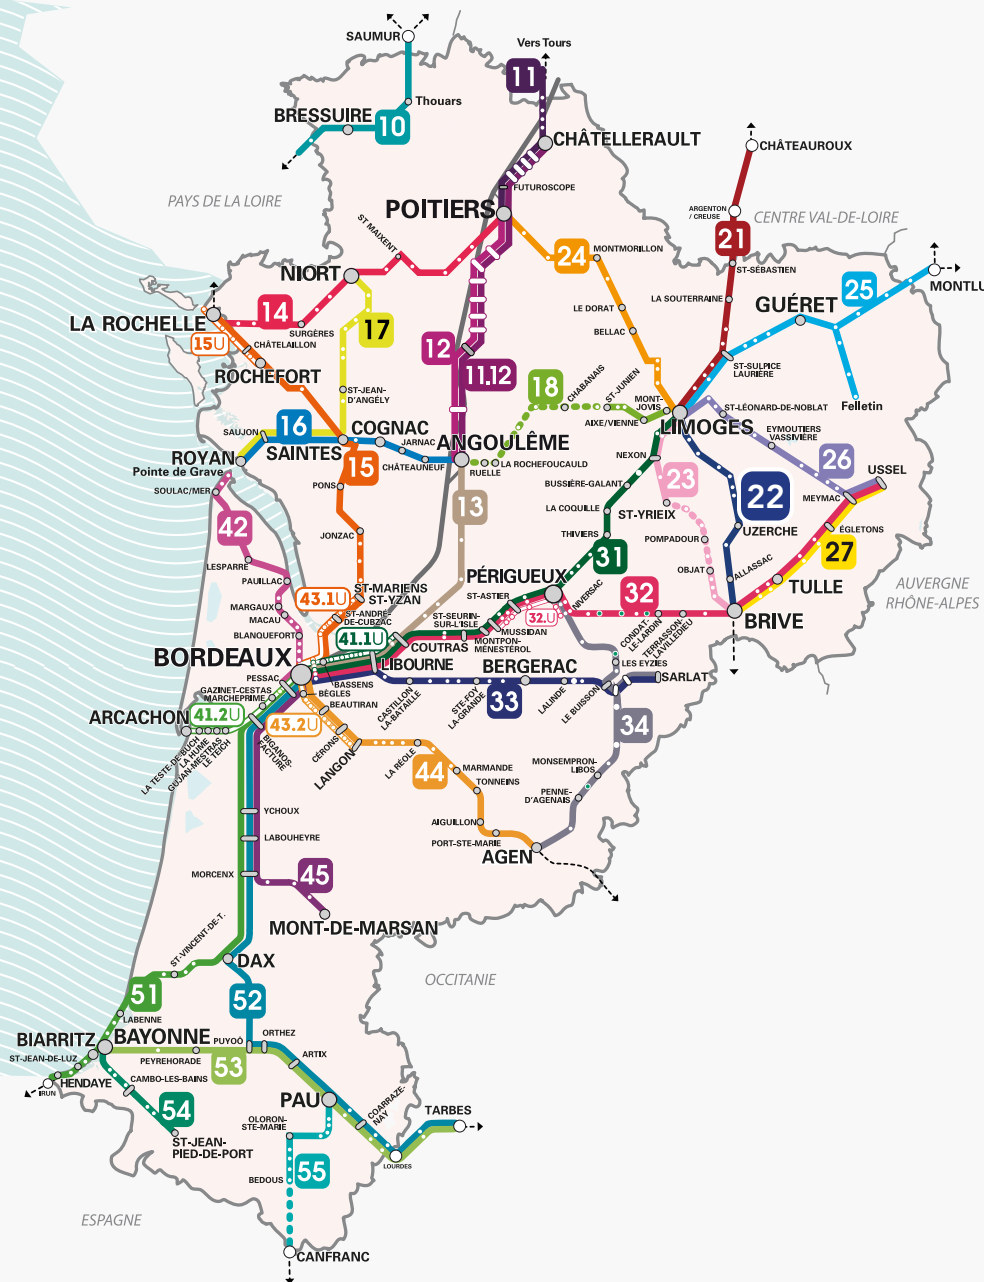 SAUMUR
Vers Tours
11
Thouars
BRESSUIRE
10
CHÂTELLERAULT
CHÂTEAUROUX
FUTUROSCOPE
PAYS DE LA LOIRE
POITIERS
ARGENTON
/ CREUSE
CENTRE VAL-DE-LOIRE
ST MAIXENT
24
MONTMORILLON
21
ST-SÉBASTIEN
NIORT
25
MONTLU
LA SOUTERRAINE
GUÉRET
LE DORAT
LA ROCHELLE
14
SURGÈRES
17
BELLAC
15U
CHÂTELAILLON
12
ROCHEFORT
11.12
ST-SULPICE
LAURIÈRE
18
CHABANAIS
ST-JUNIEN
ST-JEAN-
D'ANGÉLY
MONT-
JOVIS
Felletin
ST-LÉONARD-DE-NOBLAT
AIXE/VIENNE
LIMOGES
SAUJON
16
COGNAC
JARNAC
ANGOULÊME
EYMOUTIERS
VASSIVIÈRE
ROYAN
SAINTES
CHÂTEAUNEUF
LA ROCHEFOUCAULD
RUELLE
NEXON
26
USSEL
Pointe de Grave
15
BUSSIÈRE-GALANT
23
22
MEYMAC
SOULAC/MER
PONS
13
LA COQUILLE
ST-YRIEIX
UZERCHE
ÉGLETONS
42
JONZAC
THIVIERS
POMPADOUR
27
31
LESPARRE
OBJAT
ALLASSAC
PAUILLAC
PÉRIGUEUX
TULLE
AUVERGNE
RHÔNE-ALPES
ST-MARIENS
ST-YZAN
43.1U
ST-ASTIER
NIVERSAC
32
MARGAUX
MACAU
ST-ANDRÉ-
DE-CUBZAC
ST-SEURIN-
SUR-L'ISLE
32.U
BRIVE
BLANQUEFORT
41.1U
MUSSIDAN
MONTPON-
MÉNESTÉROL
CONDAT-
LE-LARDIN
TERRASSON-
LAVILLEDIEU
COUTRAS
BORDEAUX
LIBOURNE
BERGERAC
LES EYZIES
PESSAC
BASSENS
SARLAT
GAZINET-CESTAS
MARCHEPRIME
BÈGLES
CASTILLON
LA-BATAILLE
STE-FOY
LA-GRANDE
33
LALINDE
LE BUISSON
BEAUTIRAN
ARCACHON
41.2U
43.2U
34
LA TESTE-DE-BUCH
LA HUME
GUJAN-MESTRAS
LE TEICH
BIGANOS-
FACTURE
CÉRONS
LANGON
LA RÉOLE
44
MARMANDE
MONSEMPRON-
LIBOS
TONNEINS
PENNE-
D'AGENAIS
YCHOUX
AIGUILLON
LABOUHEYRE
PORT-STE-MARIE
AGEN
MORCENX
45
MONT-DE-MARSAN
ST-VINCENT-DE-T.
DAX
OCCITANIE
51
52
LABENNE
BIARRITZ
BAYONNE
PUYOÔ
ORTHEZ
ST-JEAN-DE-LUZ
PEYREHORADE
53
ARTIX
HENDAYE
CAMBO-LES-BAINS
IRUN
54
PAU
COARRAZE-
NAY
TARBES
OLORON-
STE-MARIE
ST-JEAN-
PIED-DE-PORT
LOURDES
55
BEDOUS
ESPAGNE
CANFRANC